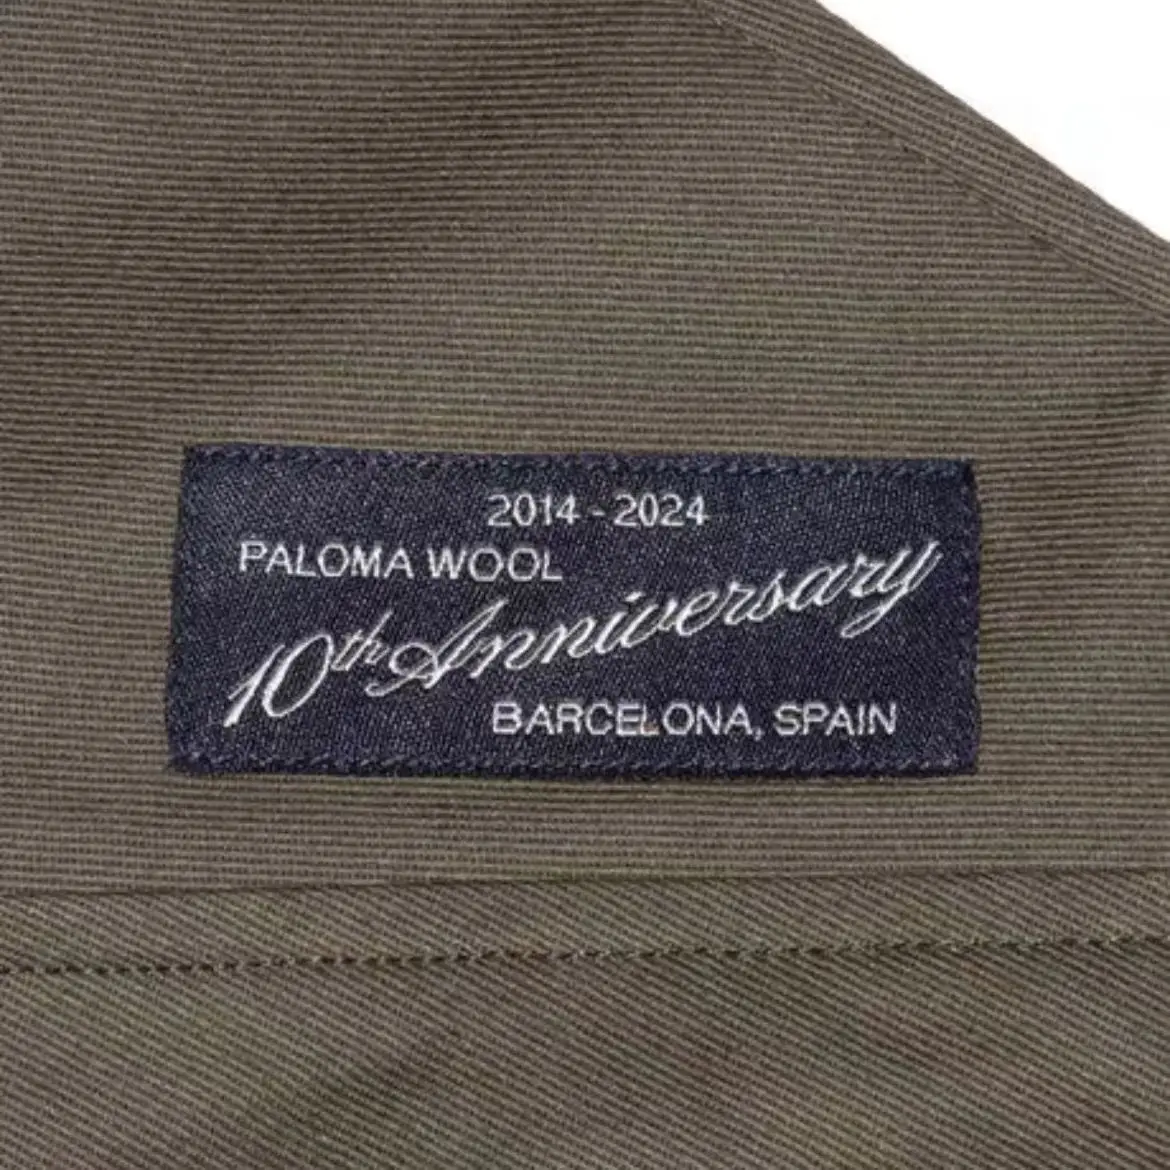 2014 - 2024
PALOMA WOOL
10th Anniversary
BARCELONA, SPAIN